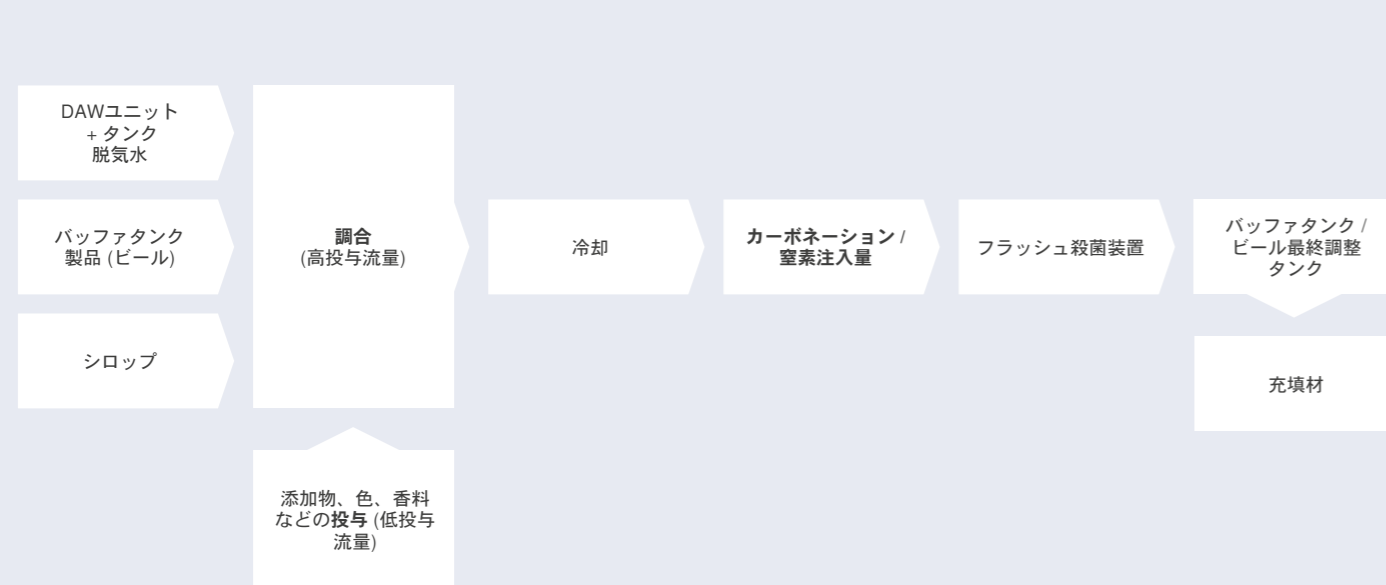 DAWユニット
+ タンク
脱気水
バッファタンク
製品 (ビール)
シロップ
調合
(高投与流量)
添加物、色、香料
などの投与 (低投与
流量)
冷却
カーボネーション /
窒素注入量
フラッシュ殺菌装置
バッファタンク /
ビール最終調整
タンク
充填材